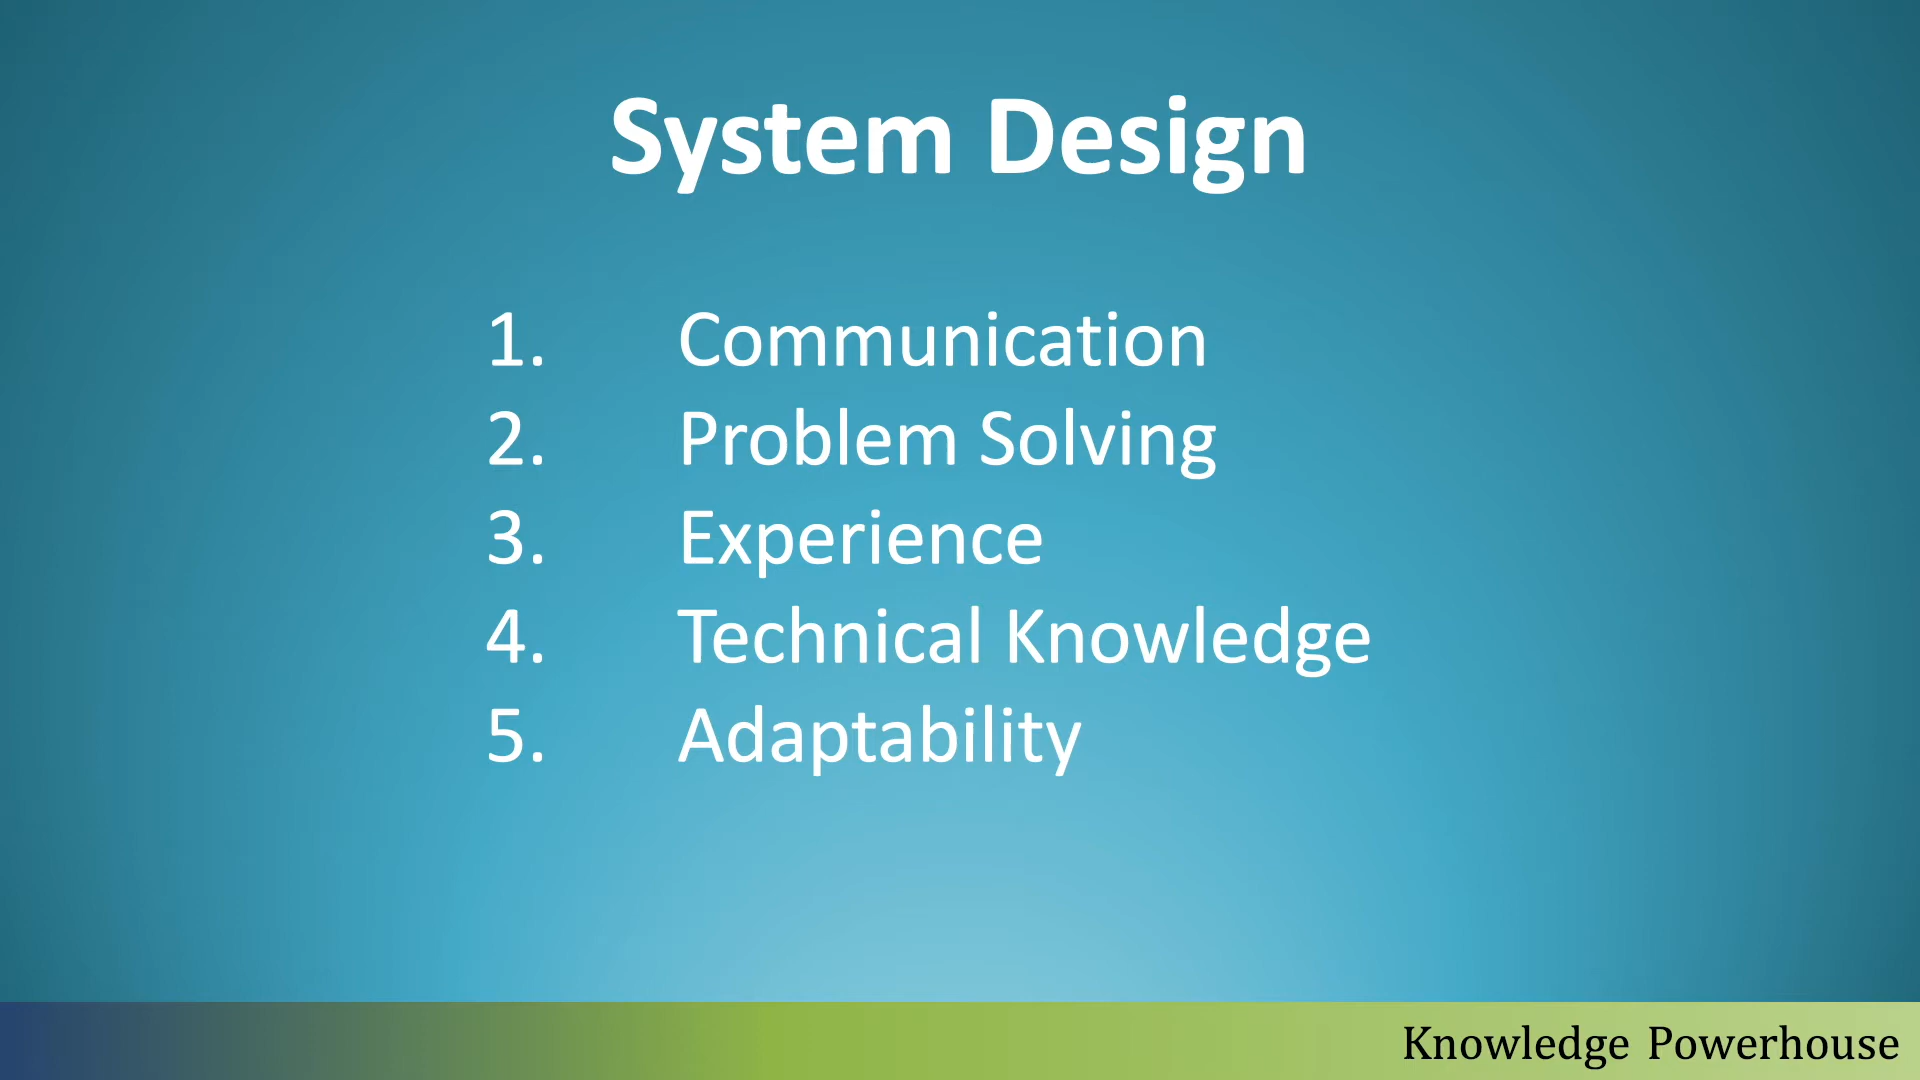 System Design
1. Communication
2. Problem Solving
3. Experience
4. Technical Knowledge
5. Adaptability
Knowledge Powerhouse